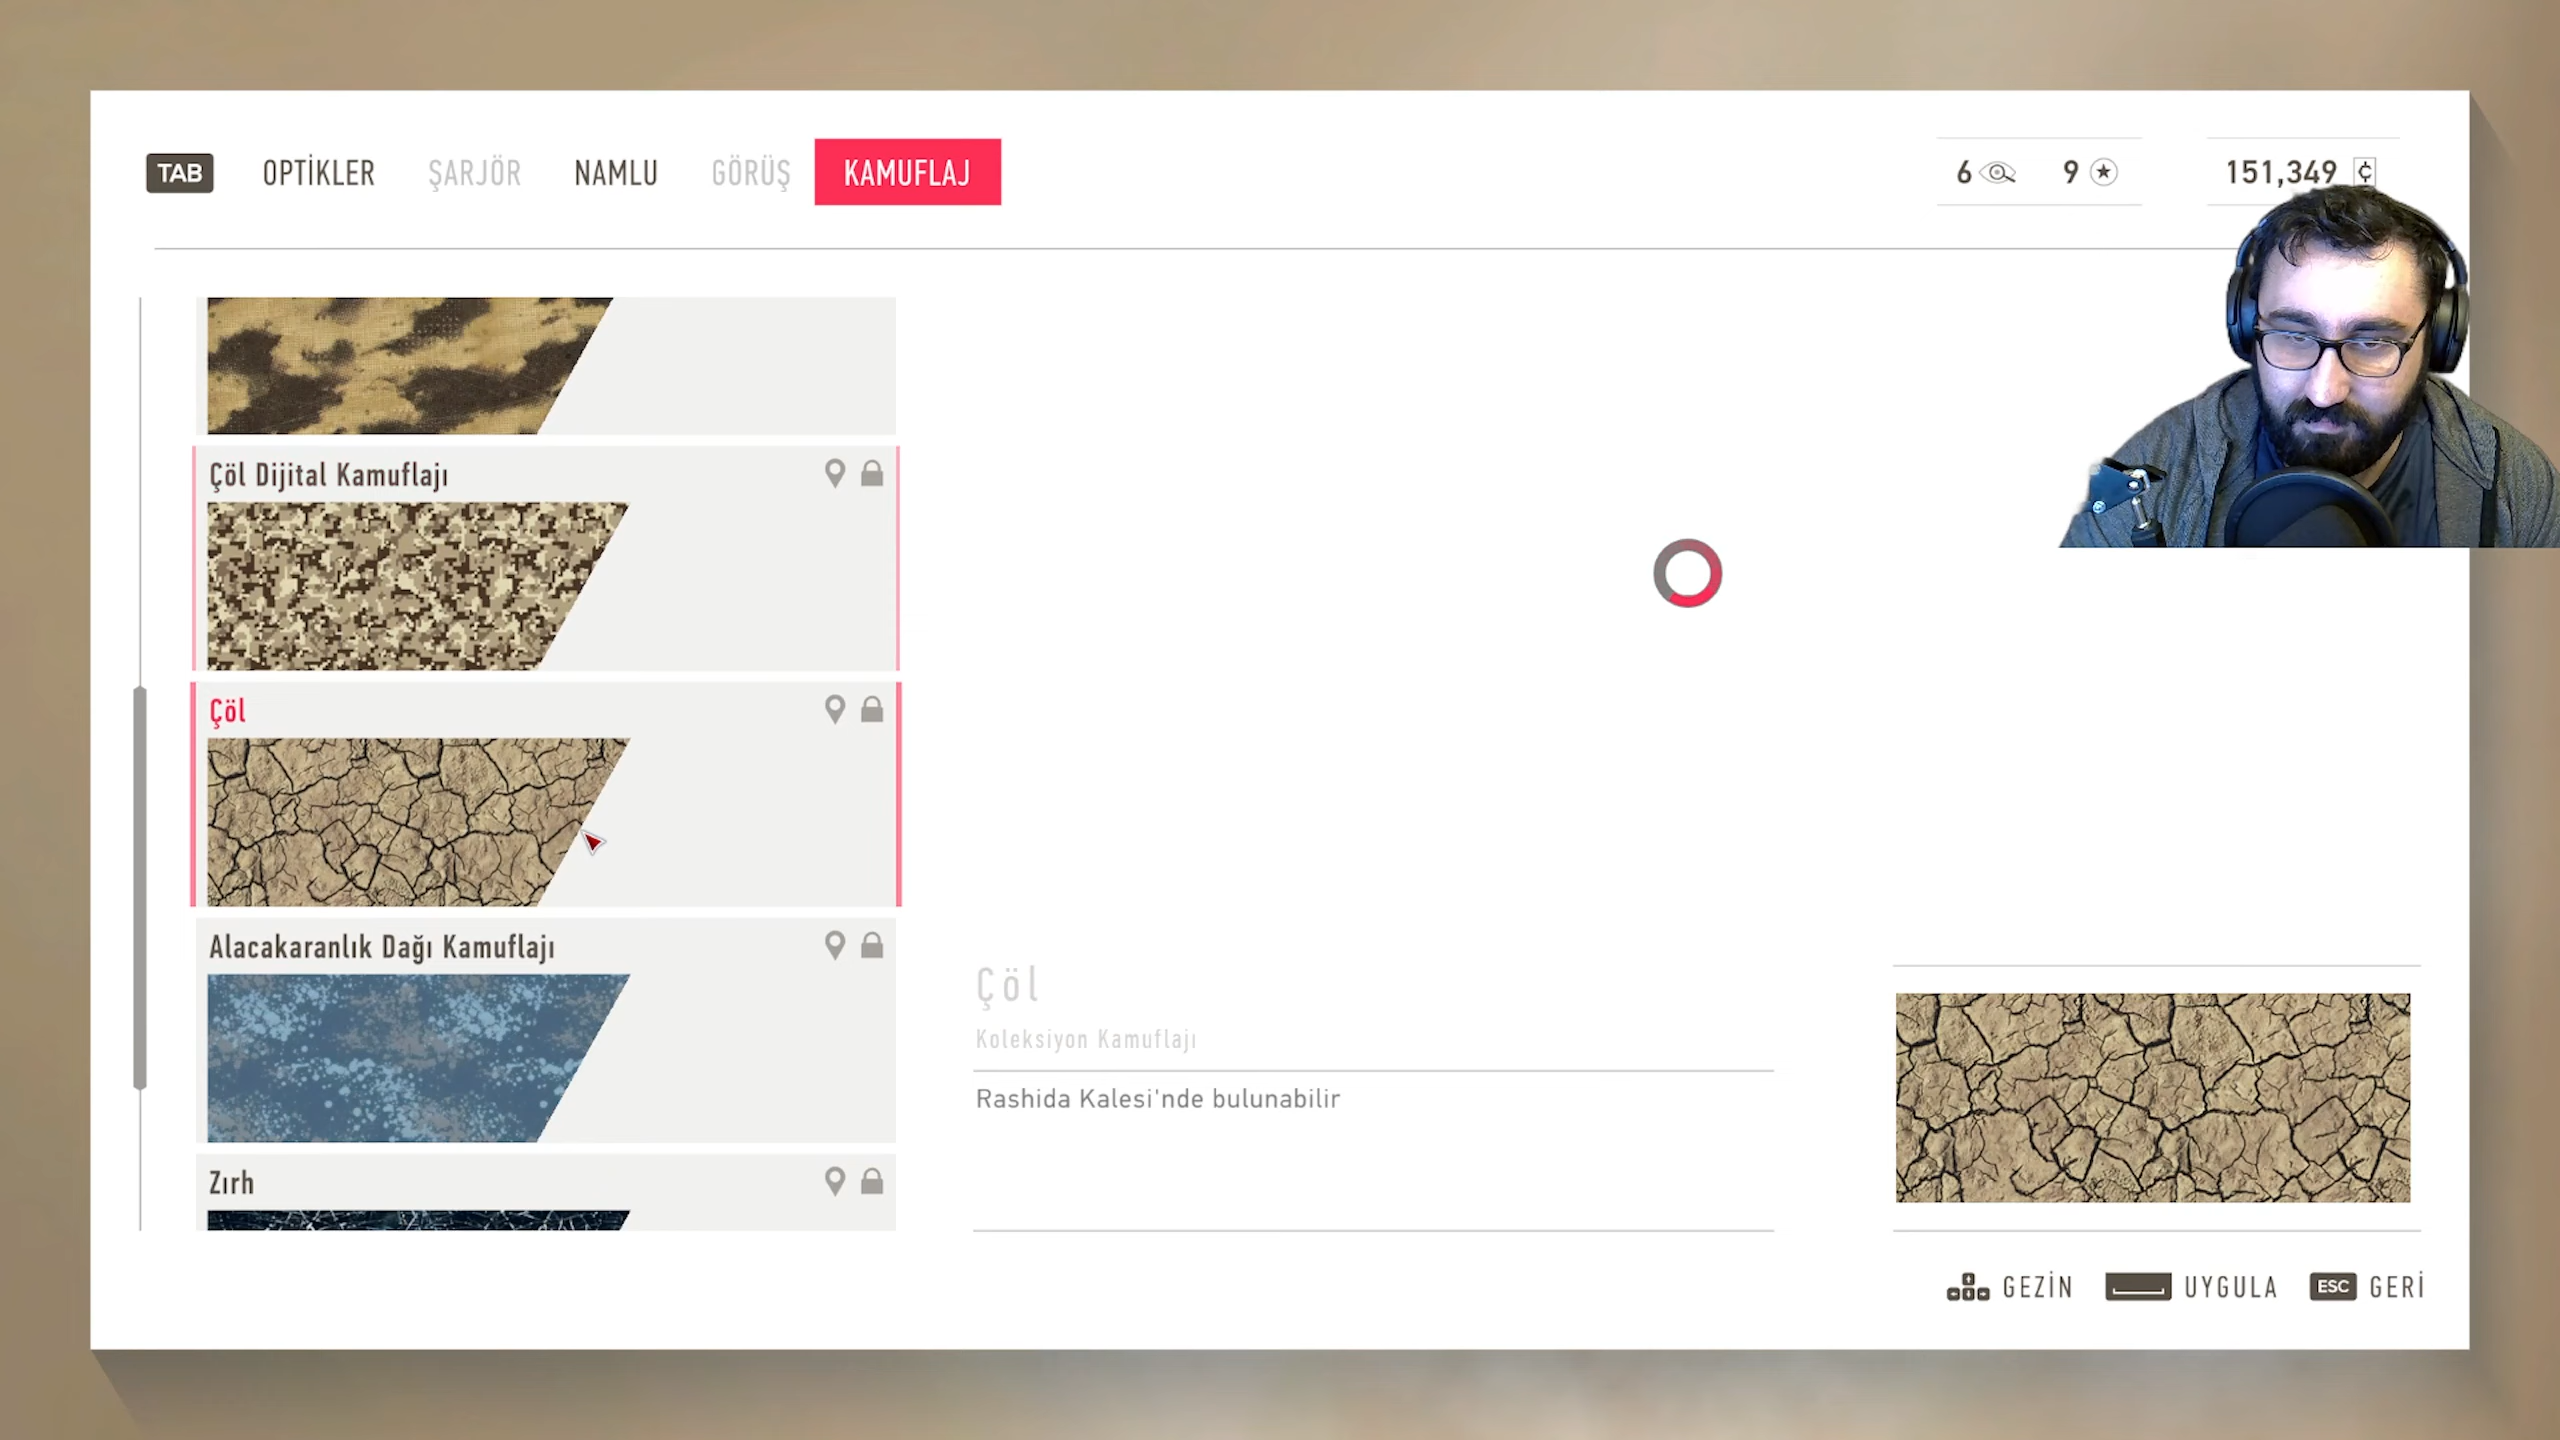 TAB OPTİKLER ŞARJÖR NAMLU GÖRÜŞ KAMUFLAJ 6 9 151,349
Çöl Dijital Kamuflajı
Çöl
Alacakaranlık Dağı Kamuflajı
Zırh
Çöl
Koleksiyon Kamuflajı
Rashida Kalesi'nde bulunabilir
GEZİN UYGULA ESC GERİ